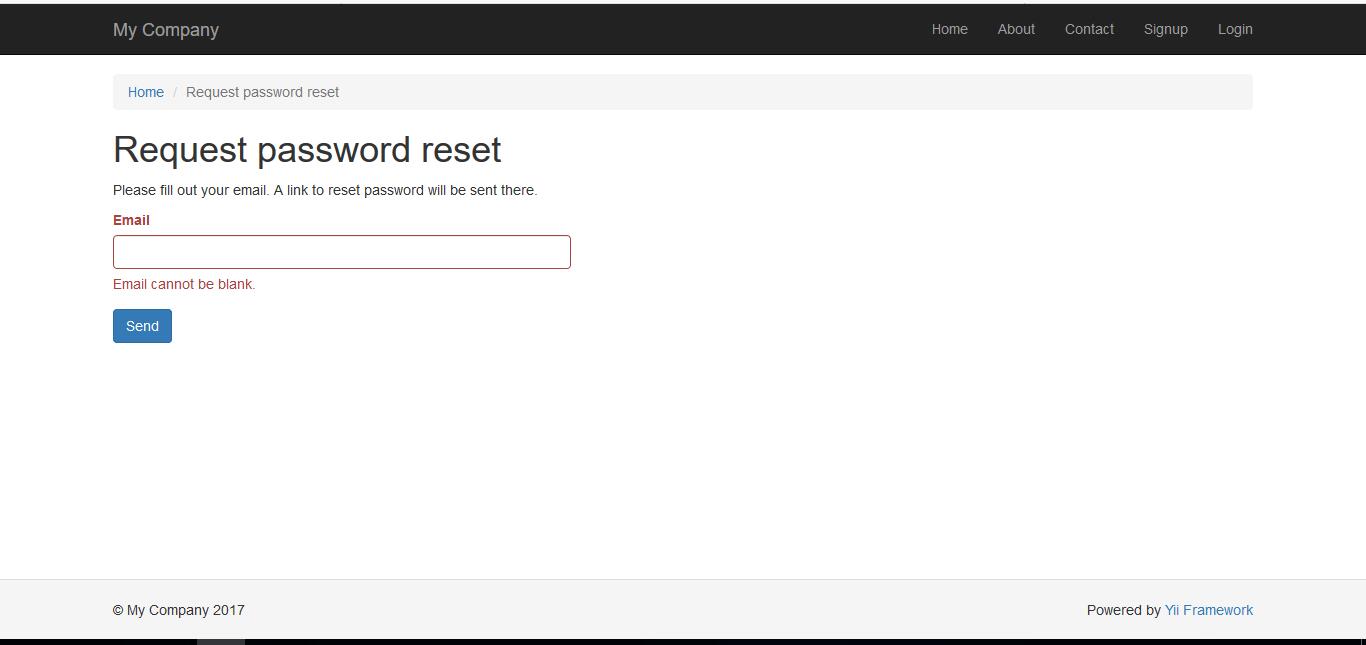 My Company Home About Contact Signup Login
Home / Request password reset
Request password reset
Please fill out your email. A link to reset password will be sent there.
Email
Email cannot be blank.
Send
© My Company 2017 Powered by Yii Framework